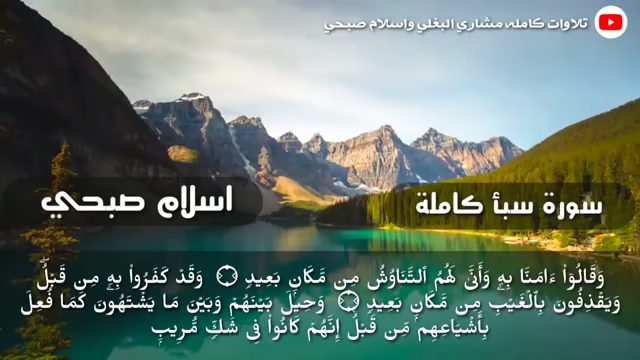 تلاوات كاملة مشاري البغلي واسلام صبحي
سورة سبأ كاملة
اسلام صبحي
وَقَالُوٓا۟ ءَامَنَّا بِهِۦ وَأَنَّىٰ لَهُمُ ٱلتَّنَاوُشُ مِن مَّكَانٍۭ بَعِيدٍ ۝ وَقَدْ كَفَرُوا۟ بِهِۦ مِن قَبْلُ ۖ
وَيَقْذِفُونَ بِٱلْغَيْبِ مِن مَّكَانٍۭ بَعِيدٍ ۝ وَحِيلَ بَيْنَهُمْ وَبَيْنَ مَا يَشْتَهُونَ كَمَا فُعِلَ
بِأَشْيَاعِهِم مِّن قَبْلُ ۚ إِنَّهُمْ كَانُوا۟ فِى شَكٍّ مُّرِيبٍۭ